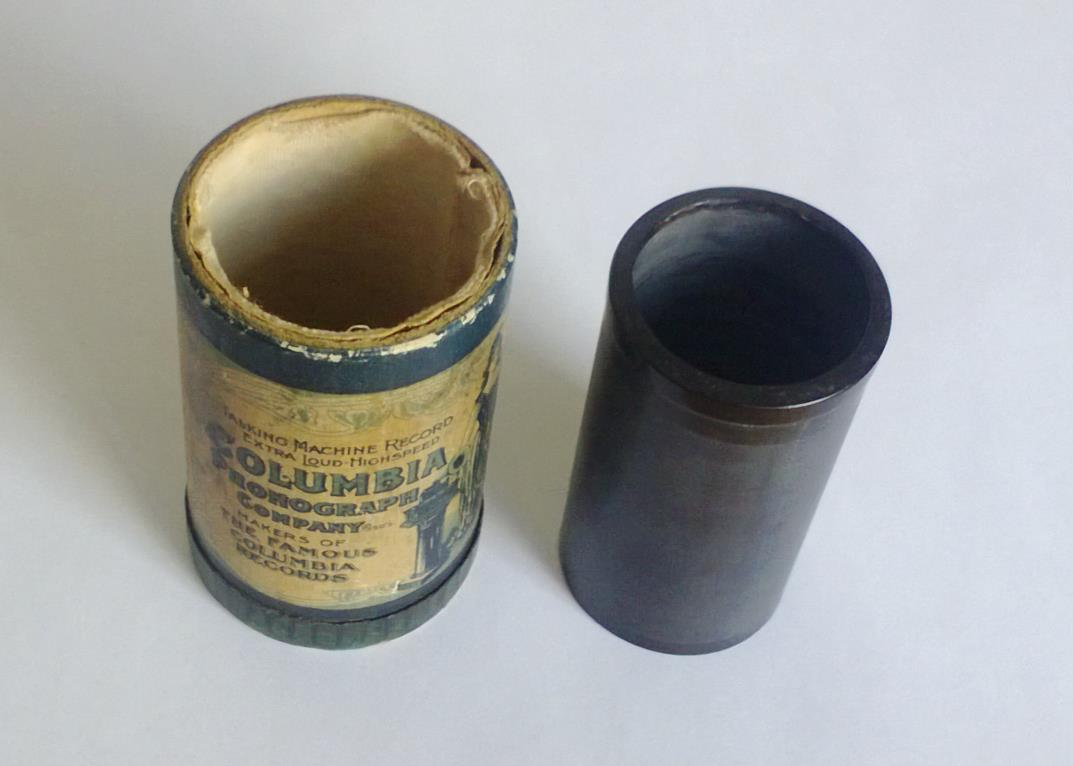 TALKING MACHINE RECORD
EXTRA LOUD-HIGHSPEED
COLUMBIA
PHONOGRAPH
COMPANY
MAKERS OF
THE FAMOUS
COLUMBIA
RECORDS